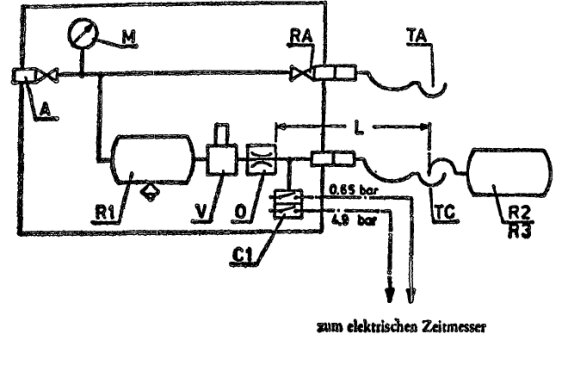 M
RA
TA
A
L
R1
V
O
0.65 bar
4,8 bar
C1
TC
R2
R3
zum elektrischen Zeitmesser